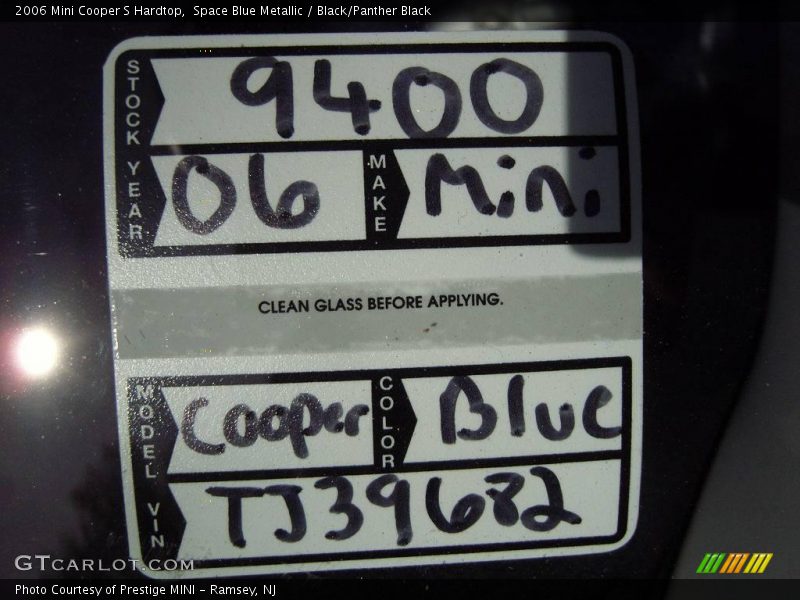 2006 Mini Cooper S Hardtop,  Space Blue Metallic / Black/Panther Black
STOCK 9400
YEAR 06 MAKE Mini
CLEAN GLASS BEFORE APPLYING.
MODEL Cooper COLOR Blue
VIN TJ39682
GTCARLOT.COM
Photo Courtesy of Prestige MINI – Ramsey, NJ